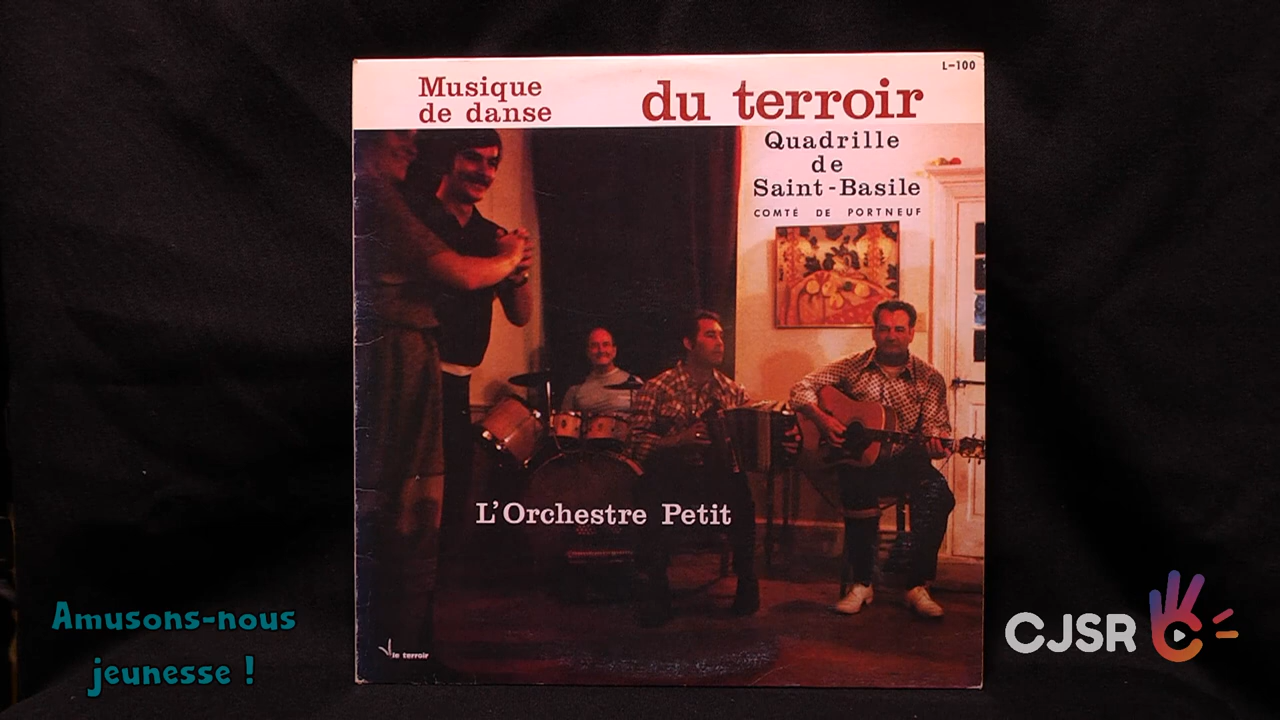 L-100
Musique
de danse
du terroir
Quadrille
de
Saint-Basile
COMTÉ DE PORTNEUF
L'Orchestre Petit
le terroir
Amusons-nous
jeunesse !
CJSR